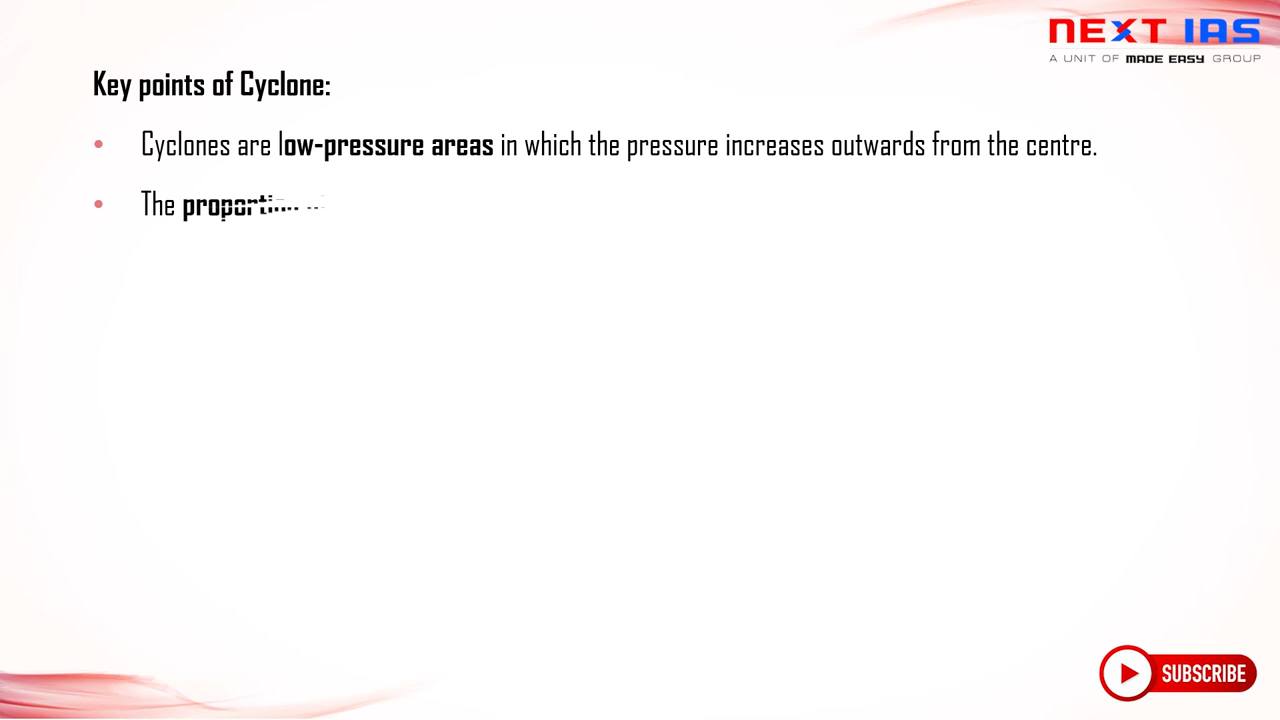 NEXT IAS
A UNIT OF MADE EASY GROUP
Key points of Cyclone:
• Cyclones are low-pressure areas in which the pressure increases outwards from the centre.
• The
SUBSCRIBE